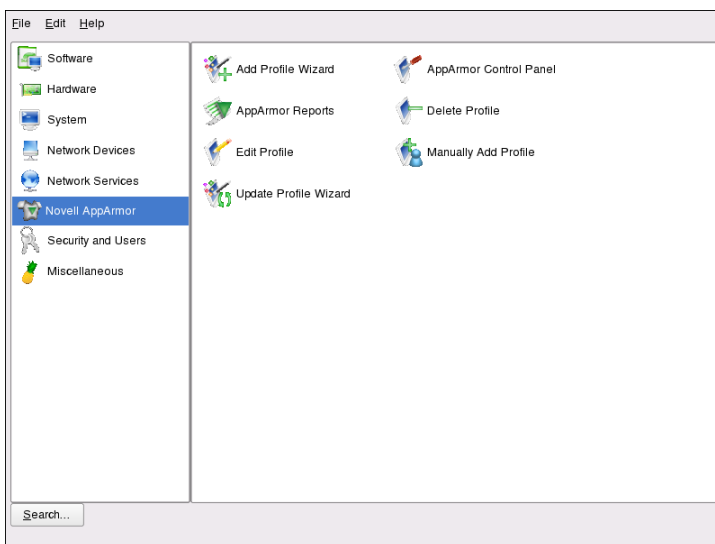 File Edit Help
Software
Hardware
System
Network Devices
Network Services
Novell AppArmor
Security and Users
Miscellaneous
Add Profile Wizard
AppArmor Control Panel
AppArmor Reports
Delete Profile
Edit Profile
Manually Add Profile
Update Profile Wizard
Search...